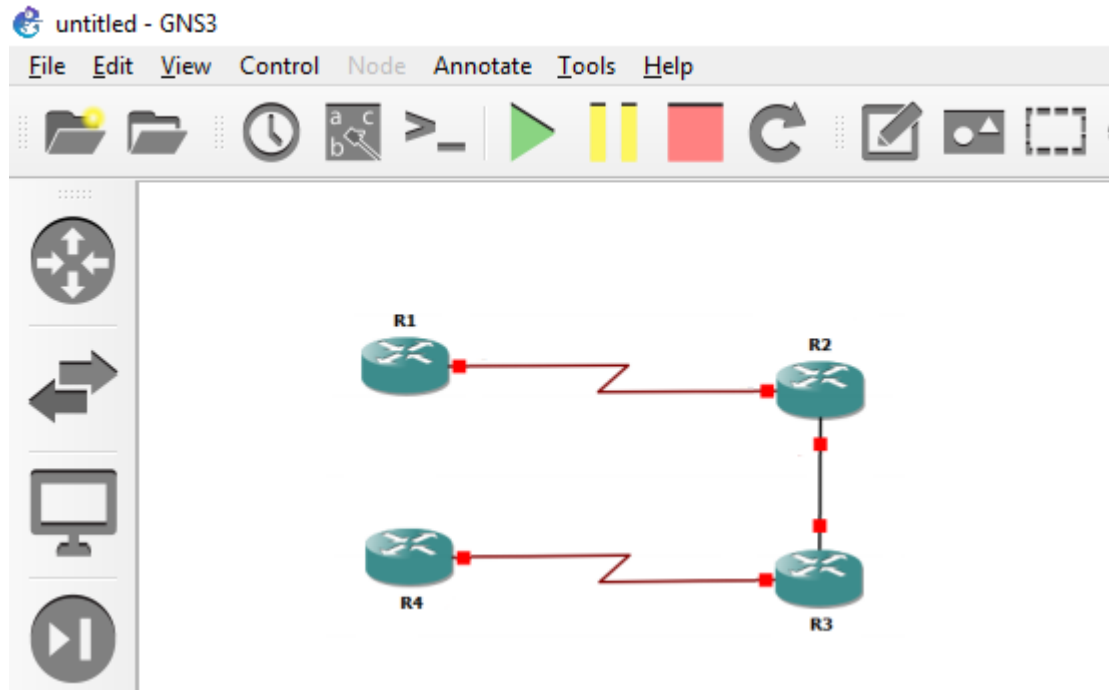 untitled - GNS3
File Edit View Control Node Annotate Tools Help
a c
b
R1
R2
R4
R3